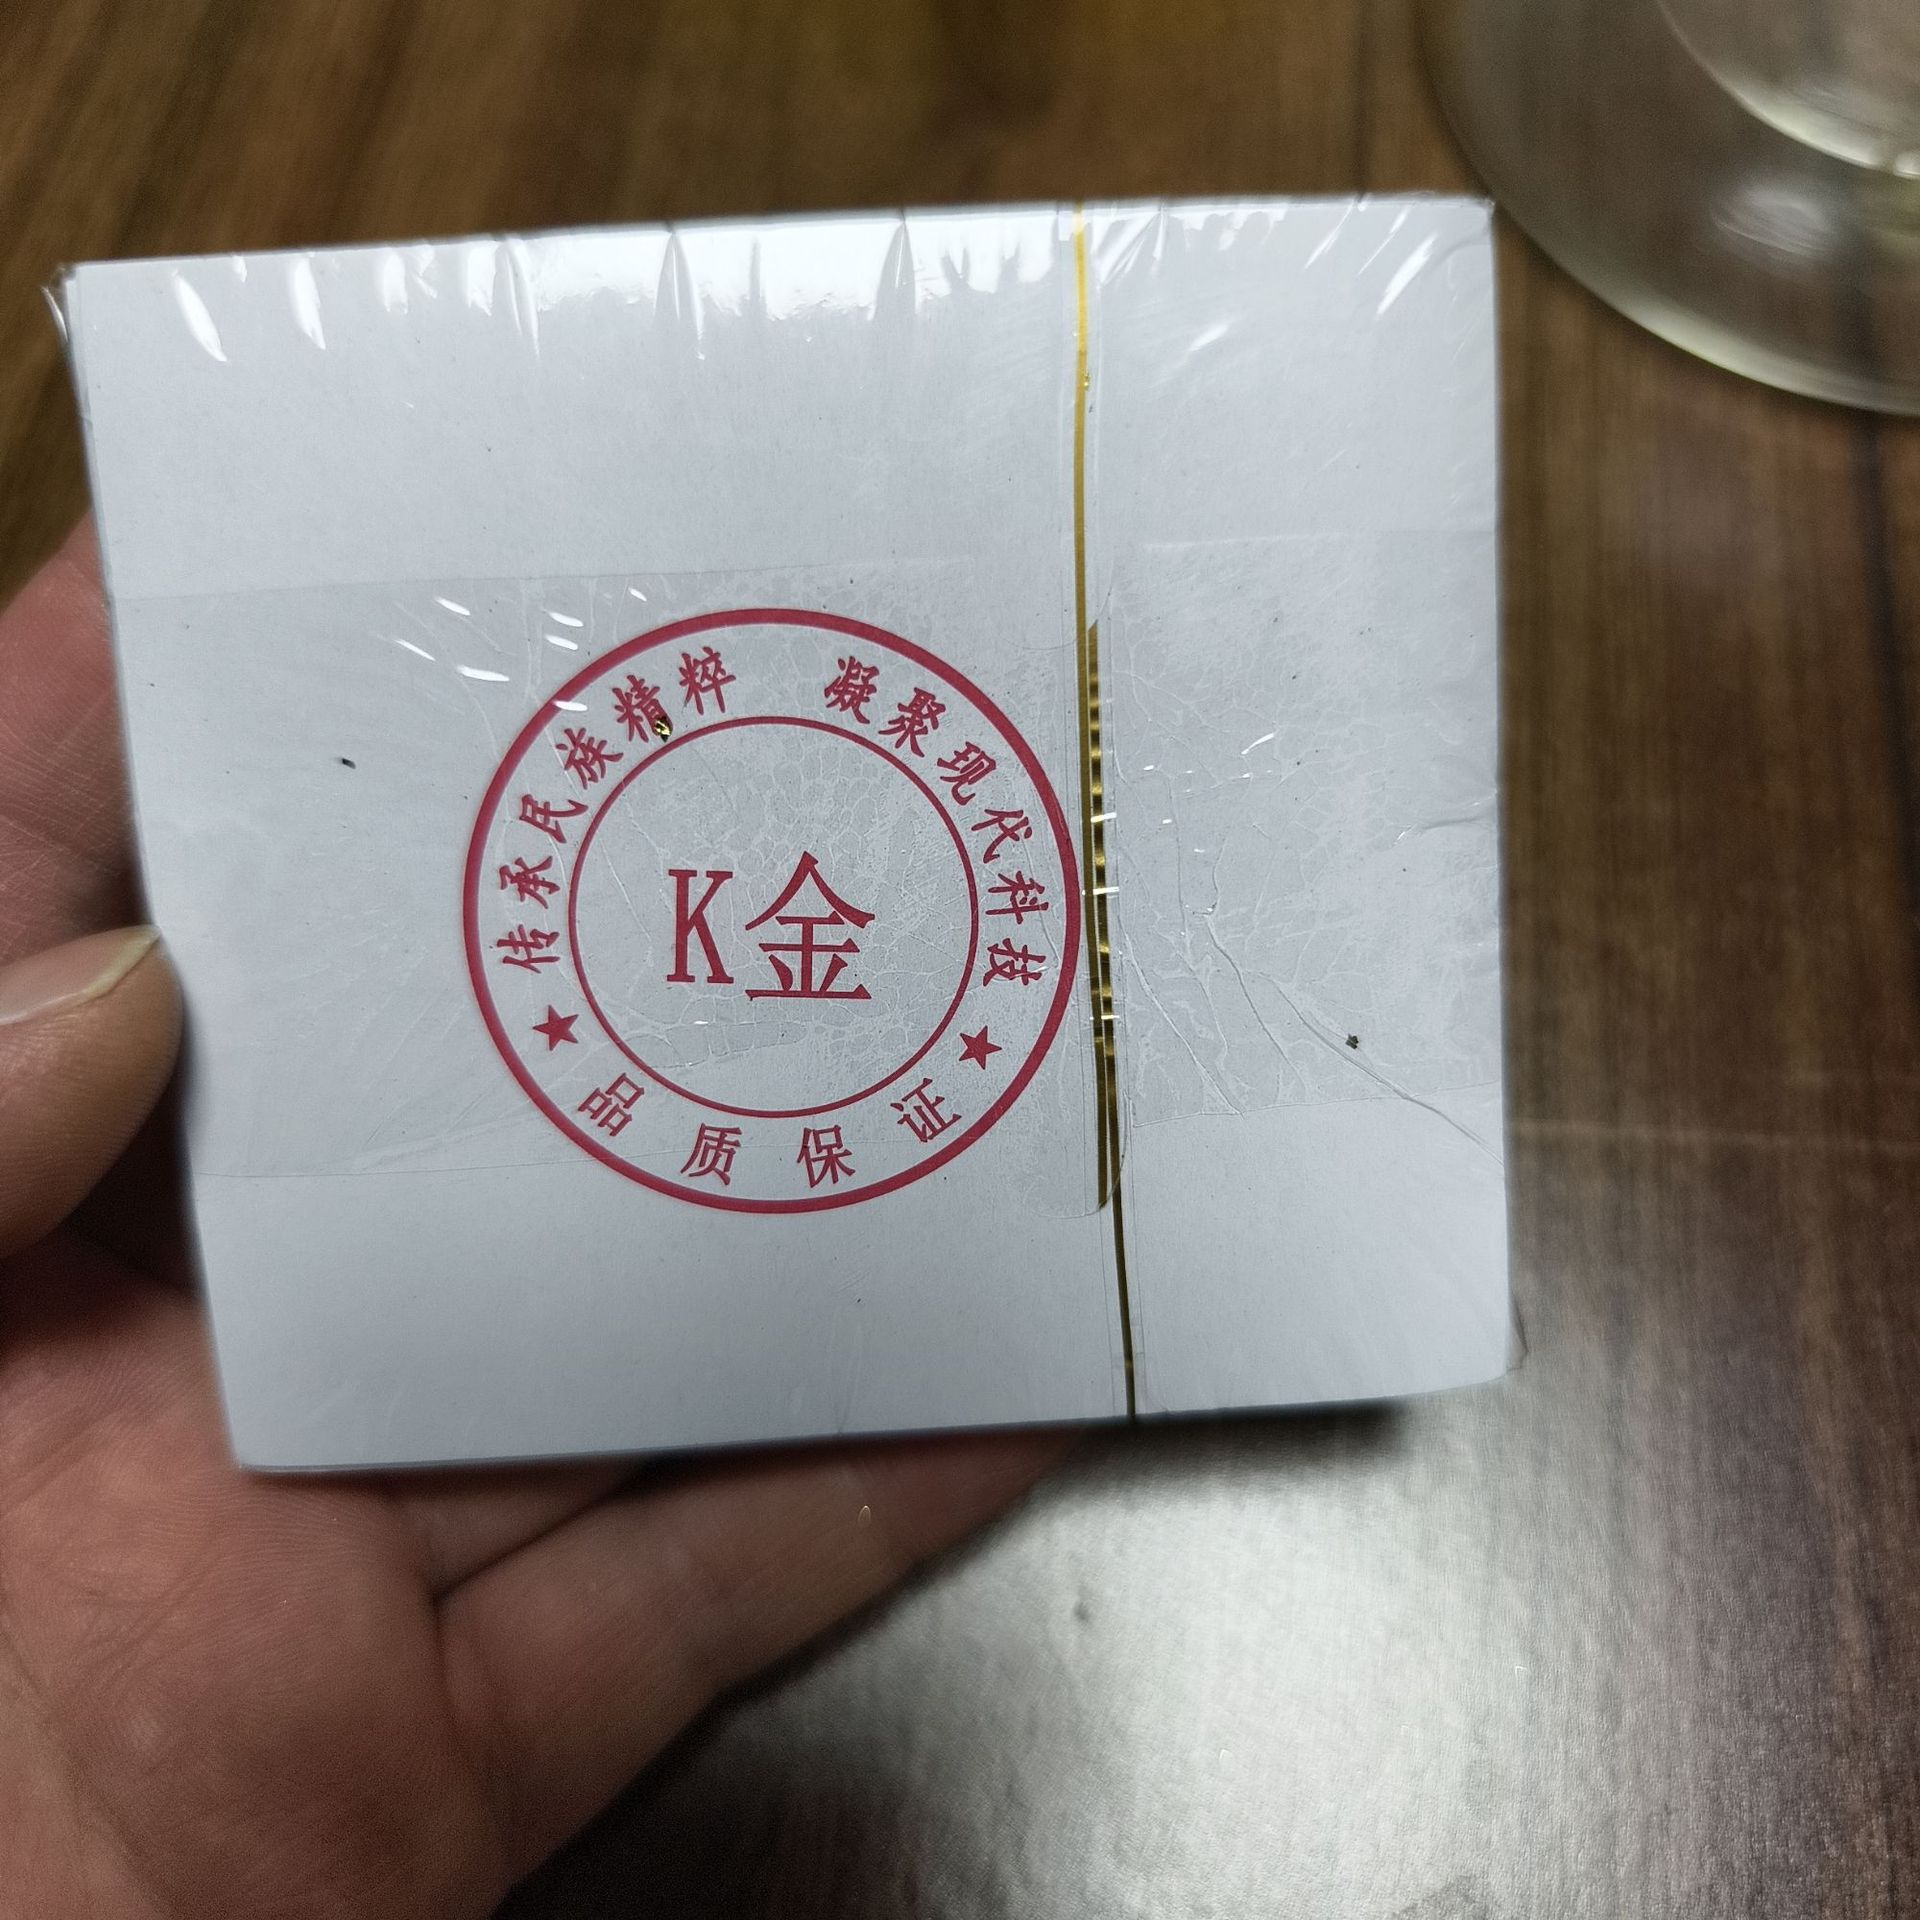 传承民族精粹 凝聚现代科技
K金
★品质保证★